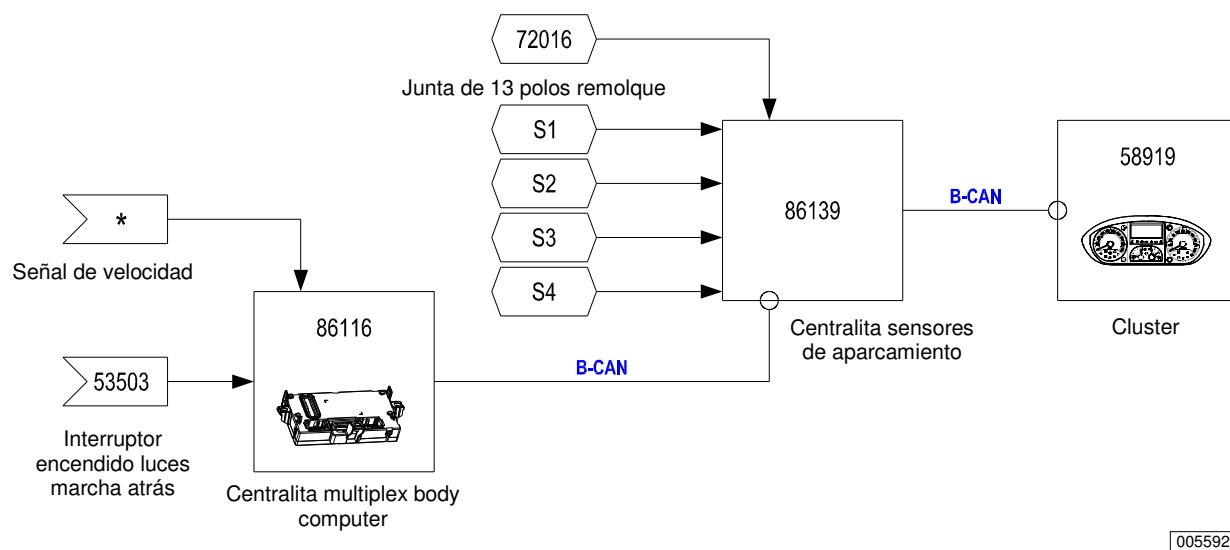 72016
Junta de 13 polos remolque
S1
S2
S3
S4
86139
Centralita sensores
de aparcamiento
B-CAN
58919
Cluster
*
Señal de velocidad
53503
Interruptor
encendido luces
marcha atrás
86116
Centralita multiplex body
computer
B-CAN
005592